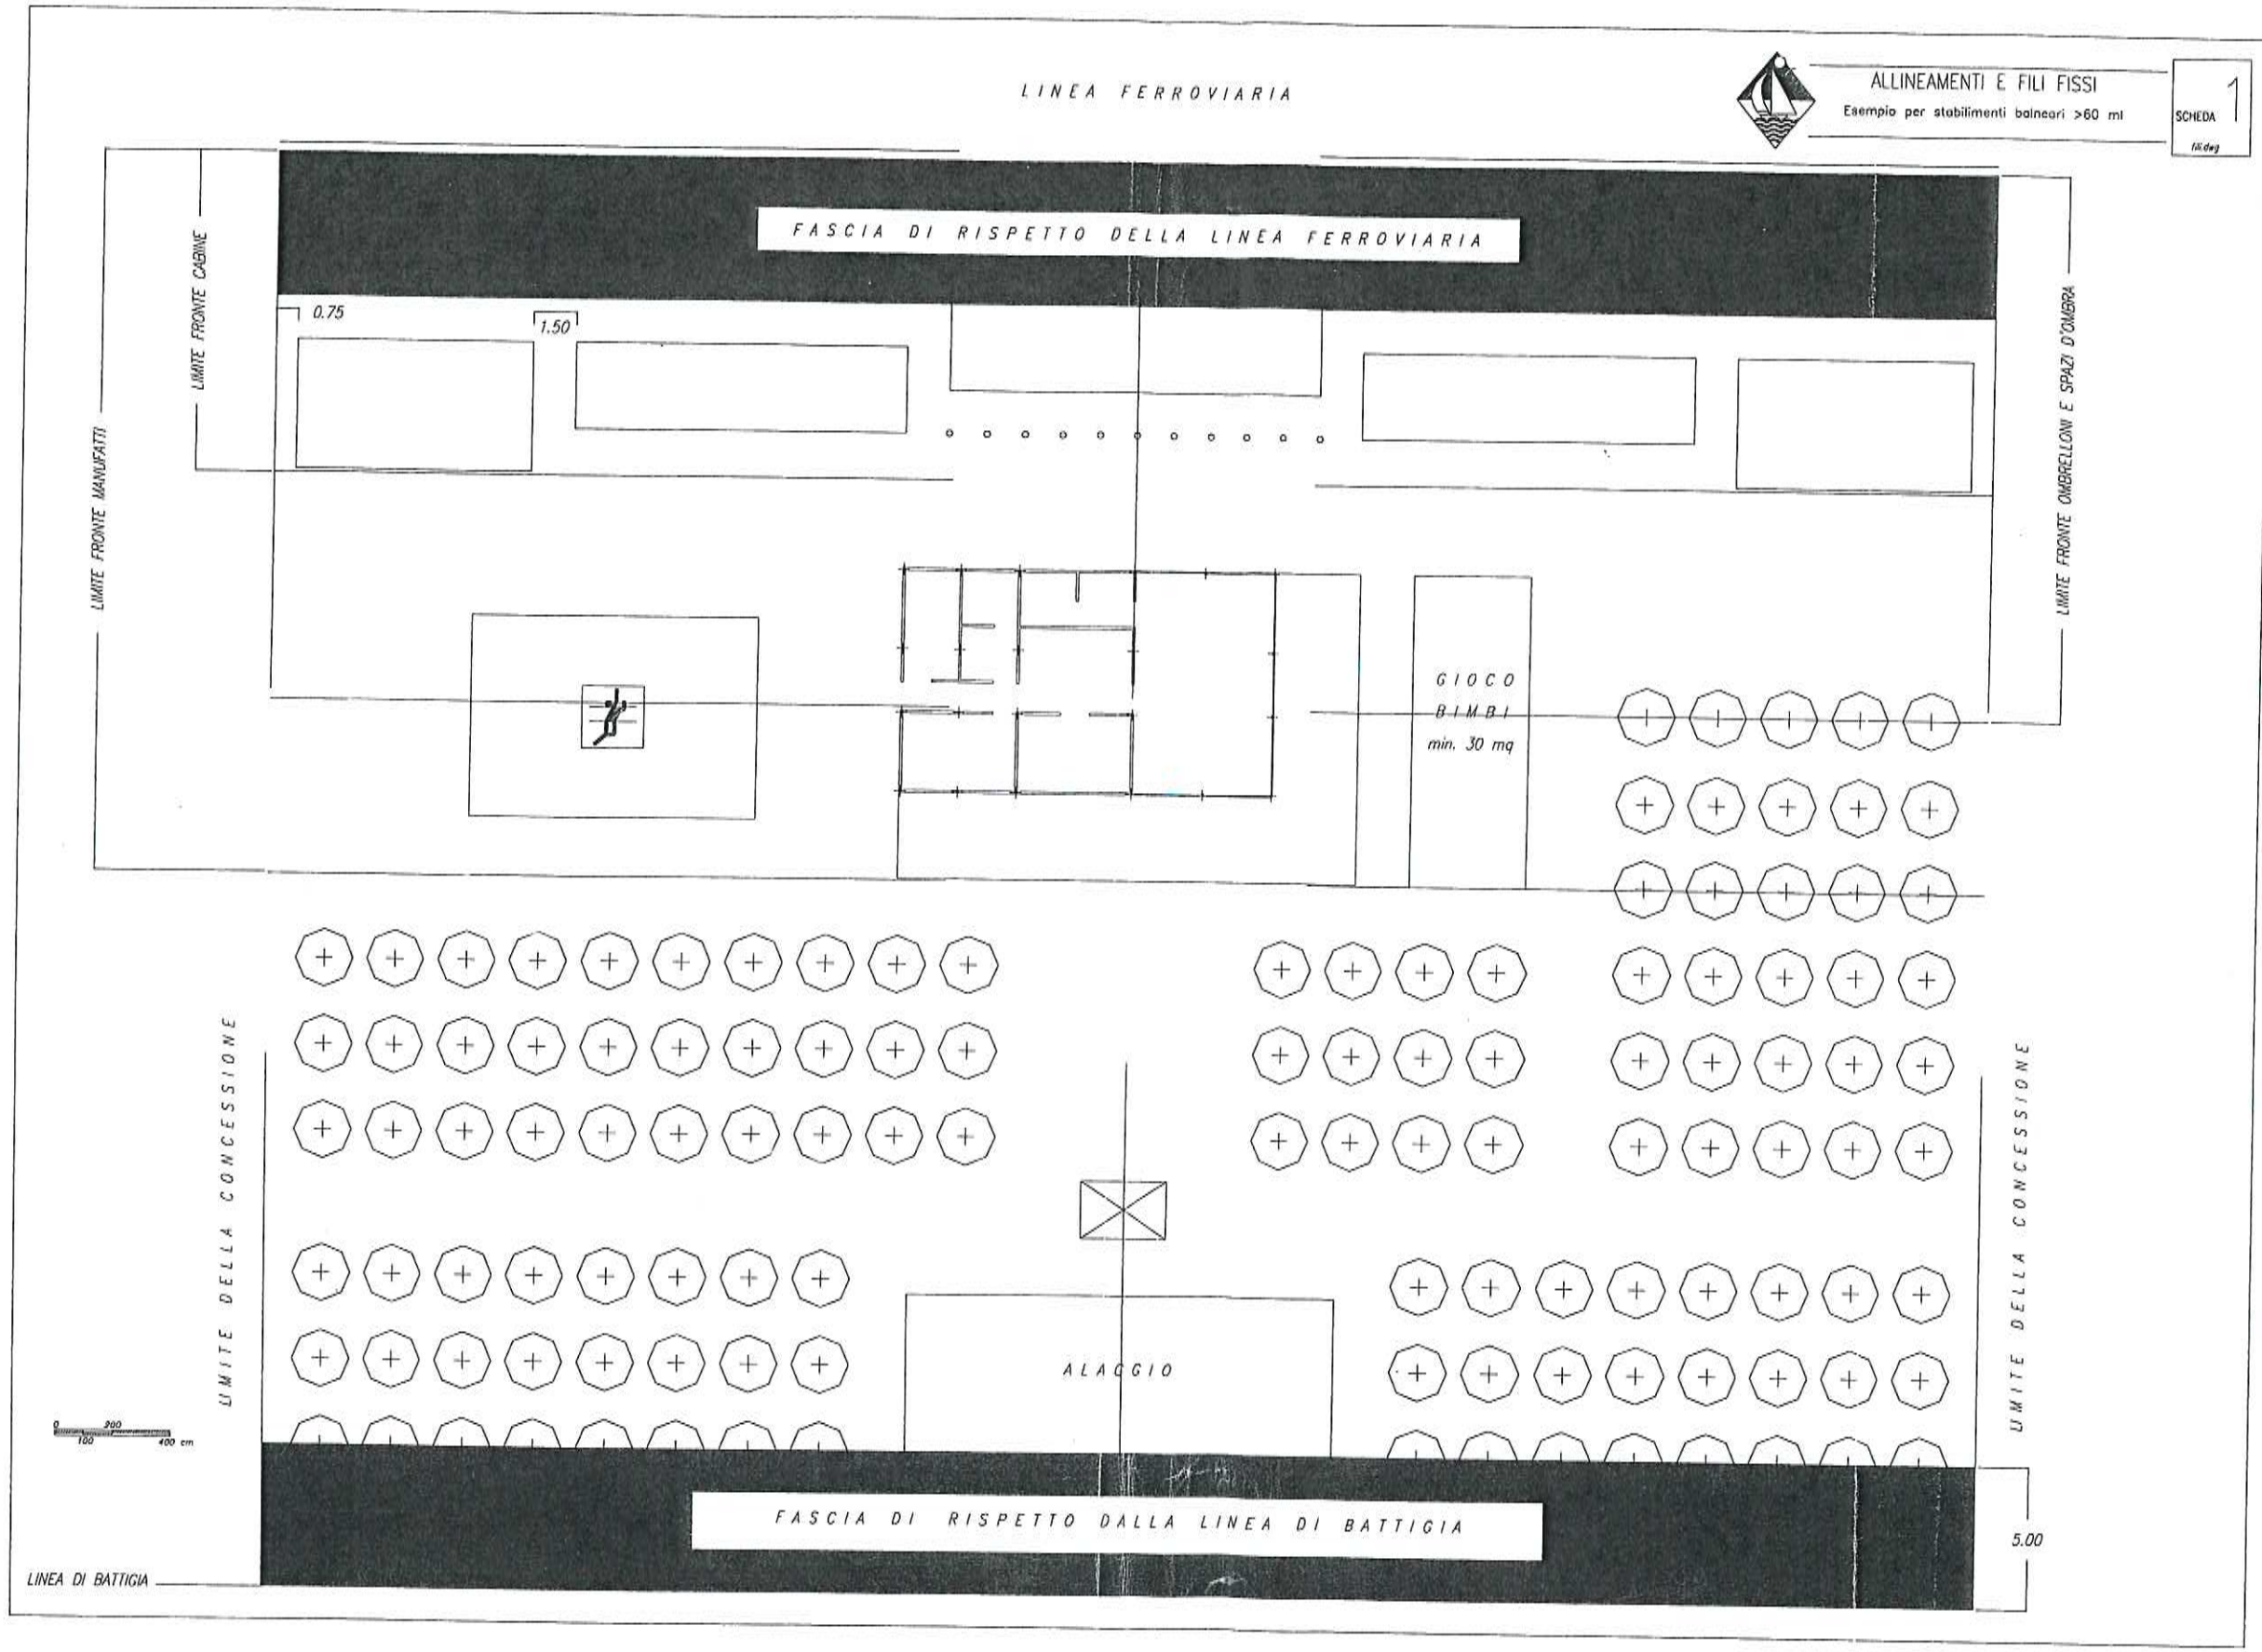 LINEA FERROVIARIA
ALLINEAMENTI E FILI FISSI
Esempio per stabilimenti balneari >60 ml
SCHEDA 1
fili.dwg
FASCIA DI RISPETTO DELLA LINEA FERROVIARIA
LIMITE FRONTE CABINE
LIMITE FRONTE MANUFATTI
LIMITE FRONTE OMBRELLONI E SPAZI D'OMBRA
0.75
1.50
GIOCO
BIMBI
min. 30 mq
LIMITE DELLA CONCESSIONE
LIMITE DELLA CONCESSIONE
ALAGGIO
0 200
100 400 cm
FASCIA DI RISPETTO DALLA LINEA DI BATTIGIA
5.00
LINEA DI BATTIGIA